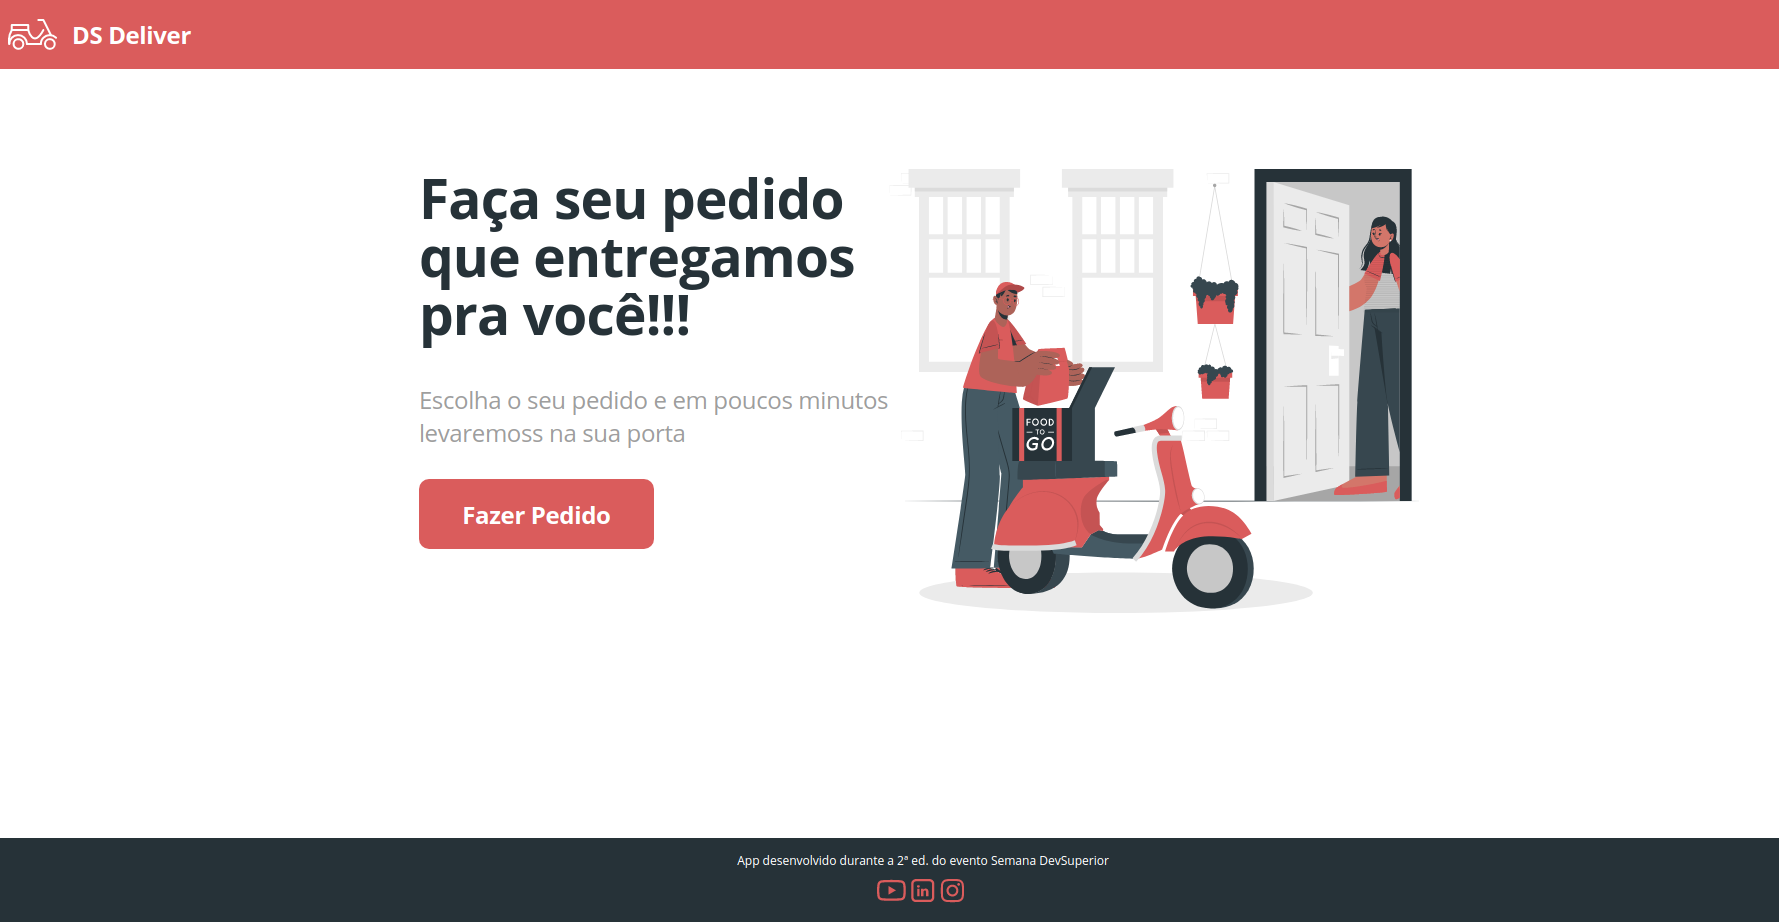 DS Deliver
Faça seu pedido
que entregamos
pra você!!!
Escolha o seu pedido e em poucos minutos
levaremoss na sua porta
Fazer Pedido
FOOD
TO
GO
App desenvolvido durante a 2ª ed. do evento Semana DevSuperior
in